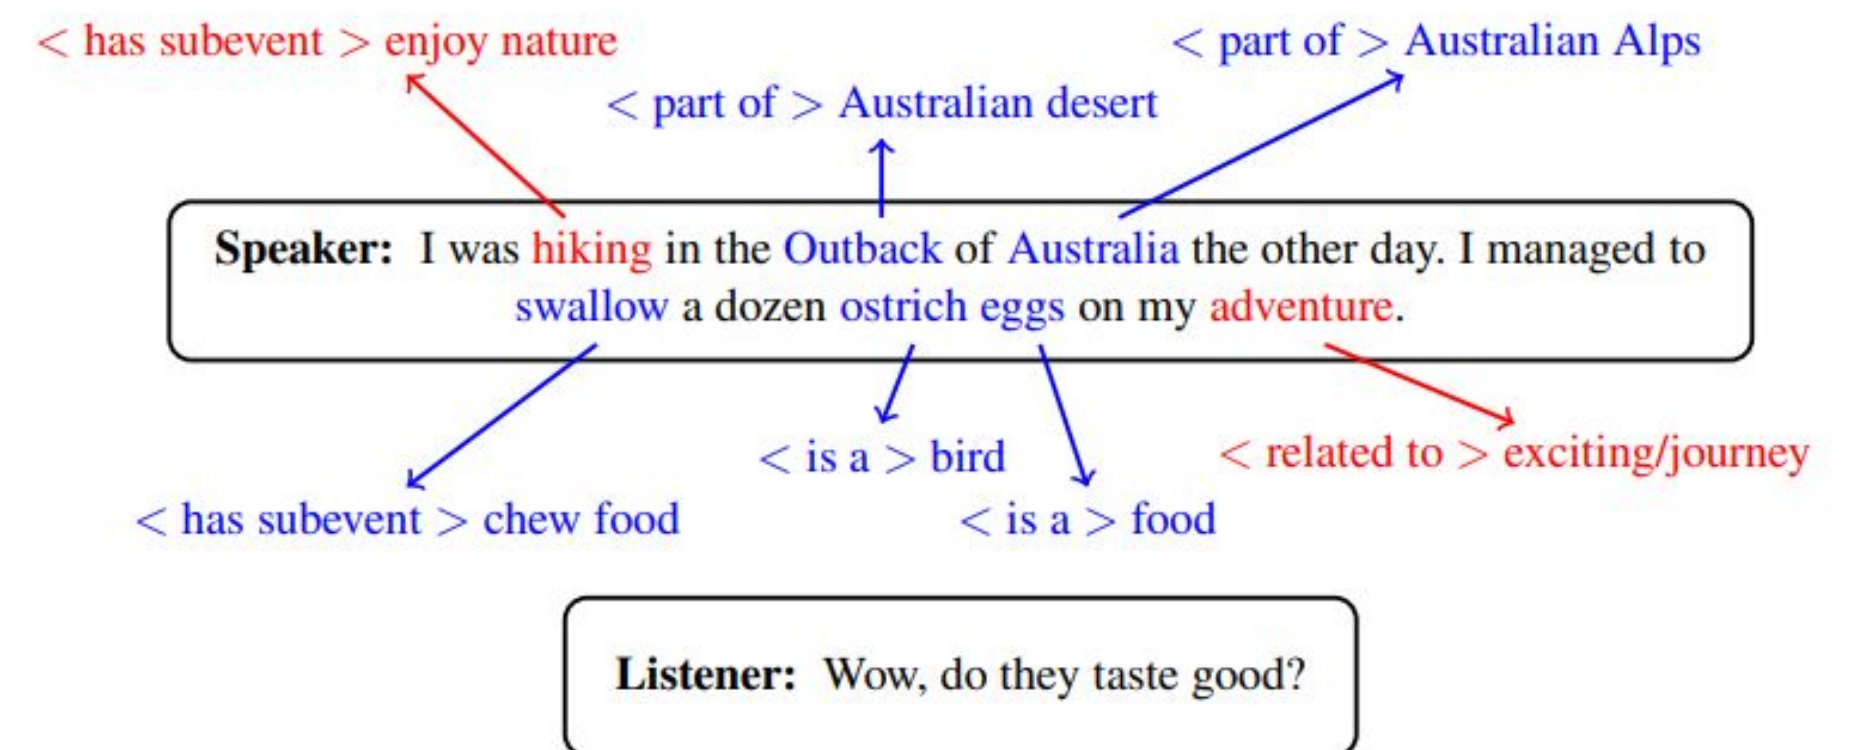 < has subevent > enjoy nature
< part of > Australian Alps
< part of > Australian desert
Speaker: I was hiking in the Outback of Australia the other day. I managed to
swallow a dozen ostrich eggs on my adventure.
< is a > bird
< related to > exciting/journey
< has subevent > chew food
< is a > food
Listener: Wow, do they taste good?